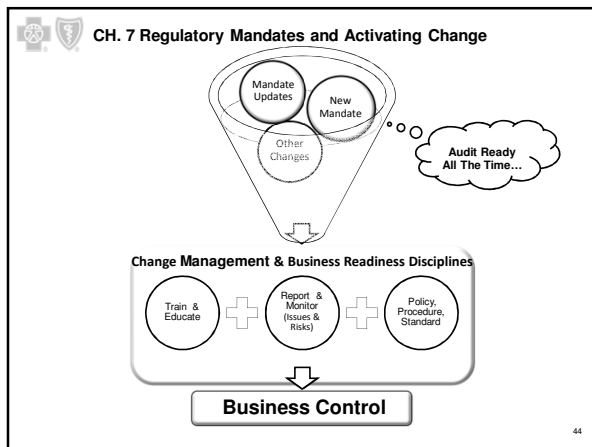 CH. 7 Regulatory Mandates and Activating Change
Mandate
Updates
New
Mandate
Other
Changes
Audit Ready
All The Time…
Change Management & Business Readiness Disciplines
Train &
Educate
Report &
Monitor
(Issues &
Risks)
Policy,
Procedure,
Standard
Business Control
44